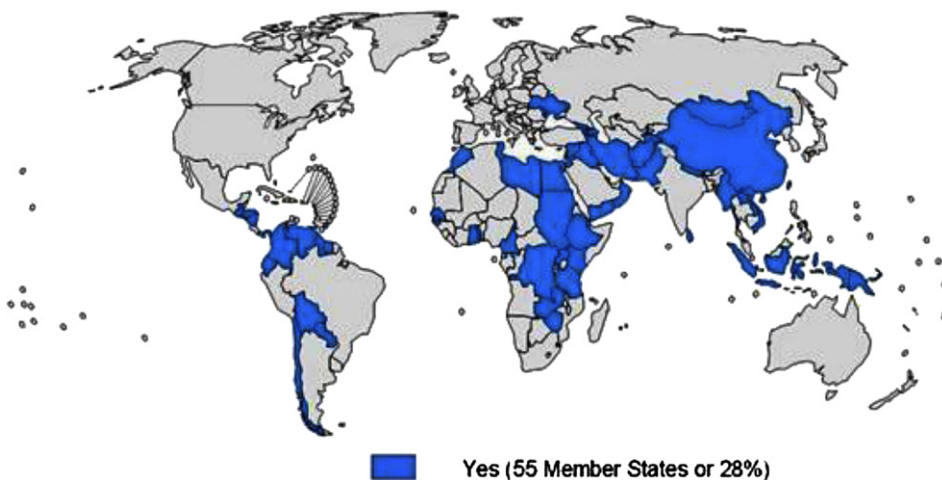 Yes (55 Member States or 28%)